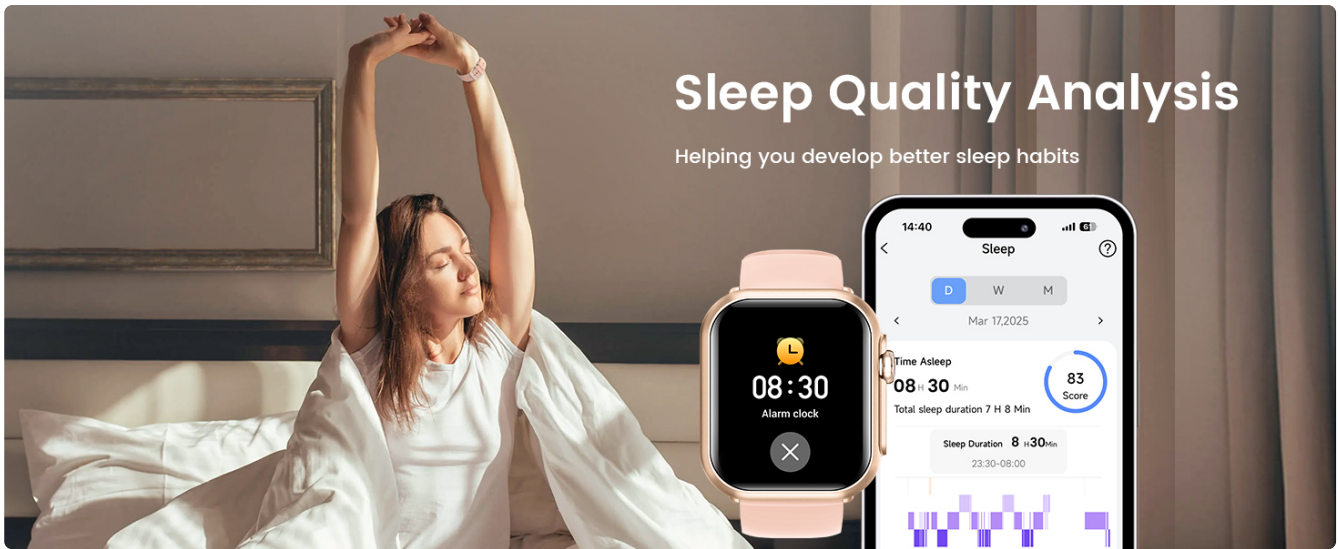 Sleep Quality Analysis
Helping you develop better sleep habits
14:40
Sleep
D W M
Mar 17,2025
Time Asleep
08 H 30 Min
Total sleep duration 7 H 8 Min
83
Score
Sleep Duration 8 H30Min
23:30-08:00
08:30
Alarm clock